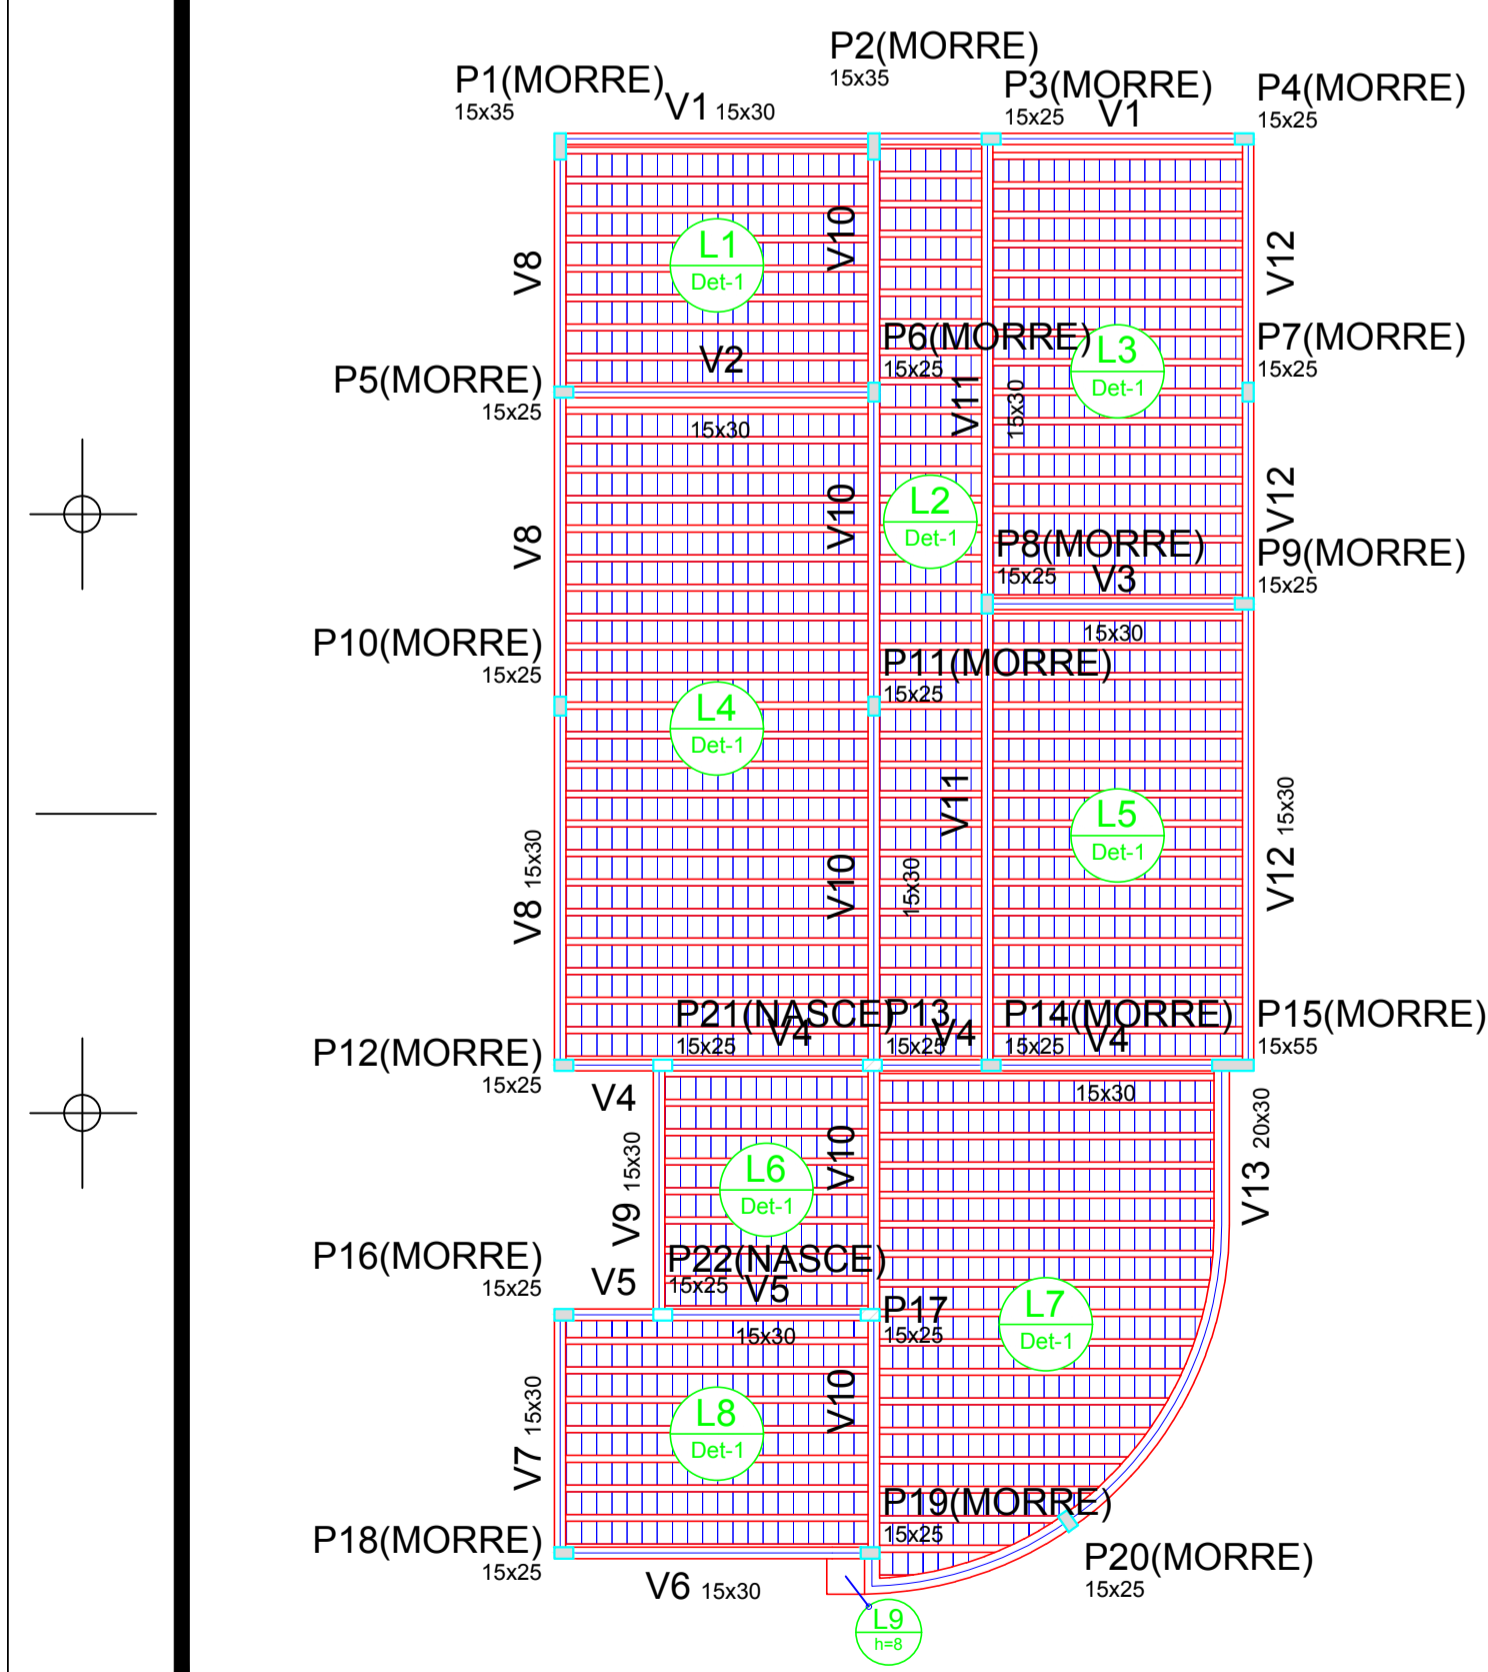 P2(MORRE)
15x35
P1(MORRE)
15x35
V1 15x30
P3(MORRE)
15x25
V1
P4(MORRE)
15x25
L1
Det-1
V8
V10
V12
V2
15x30
P5(MORRE)
15x25
P6(MORRE)
15x25
L3
Det-1
P7(MORRE)
15x25
V11
15x30
V8
V10
L2
Det-1
V12
P8(MORRE)
15x25
V3
15x30
P9(MORRE)
15x25
P10(MORRE)
15x25
P11(MORRE)
15x25
L4
Det-1
V11
L5
Det-1
V12 15x30
V8 15x30
V10
15x30
P21(NASCE)
15x25
V4
P13
15x25
V4
P14(MORRE)
15x25
V4
15x30
P15(MORRE)
15x55
P12(MORRE)
15x25
V4
V9 15x30
V10
L6
Det-1
V13 20x30
P16(MORRE)
15x25
V5
P22(NASCE)
15x25
V5
15x30
P17
15x25
L7
Det-1
V7 15x30
L8
Det-1
V10
P19(MORRE)
15x25
P18(MORRE)
15x25
V6 15x30
P20(MORRE)
15x25
L9
h=8